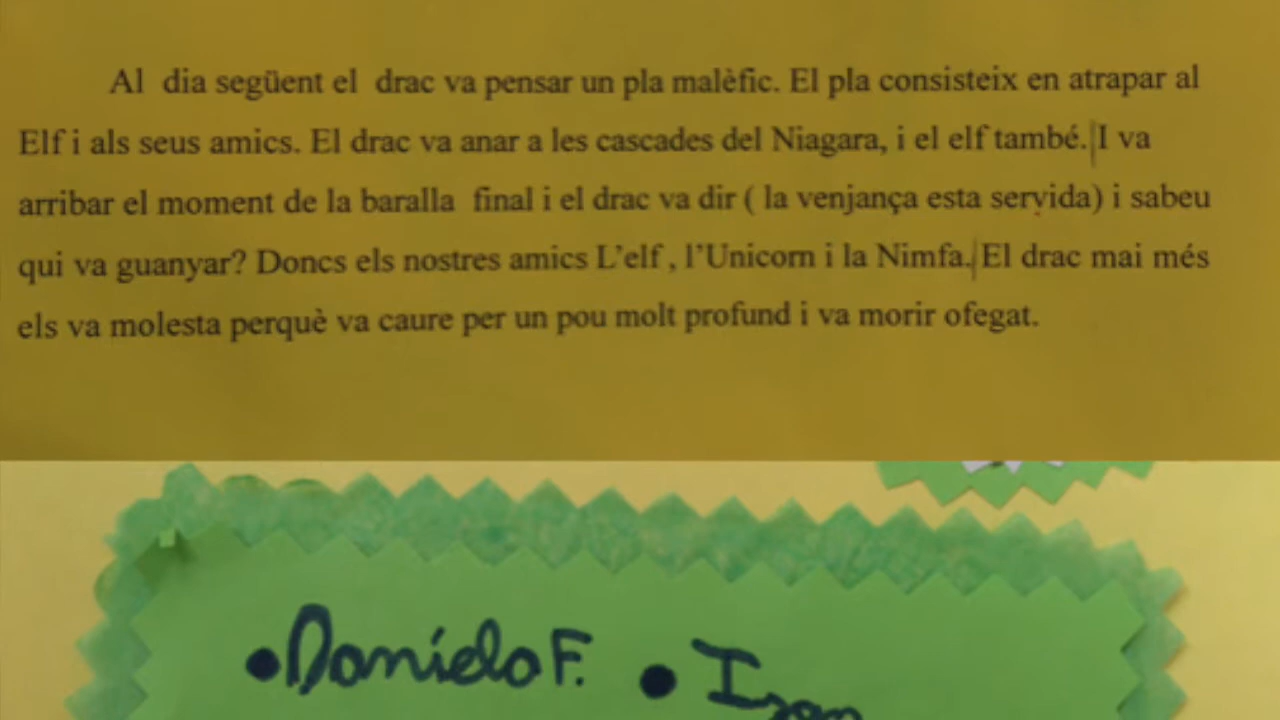 Al dia següent el drac va pensar un pla malèfic. El pla consisteix en atrapar al
Elf i als seus amics. El drac va anar a les cascades del Niagara, i el elf també. I va
arribar el moment de la baralla final i el drac va dir ( la venjança esta servida) i sabeu
qui va guanyar? Doncs els nostres amics L'elf , l'Unicorn i la Nimfa. El drac mai més
els va molesta perquè va caure per un pou molt profund i va morir ofegat.
• Daniela F. • Izan